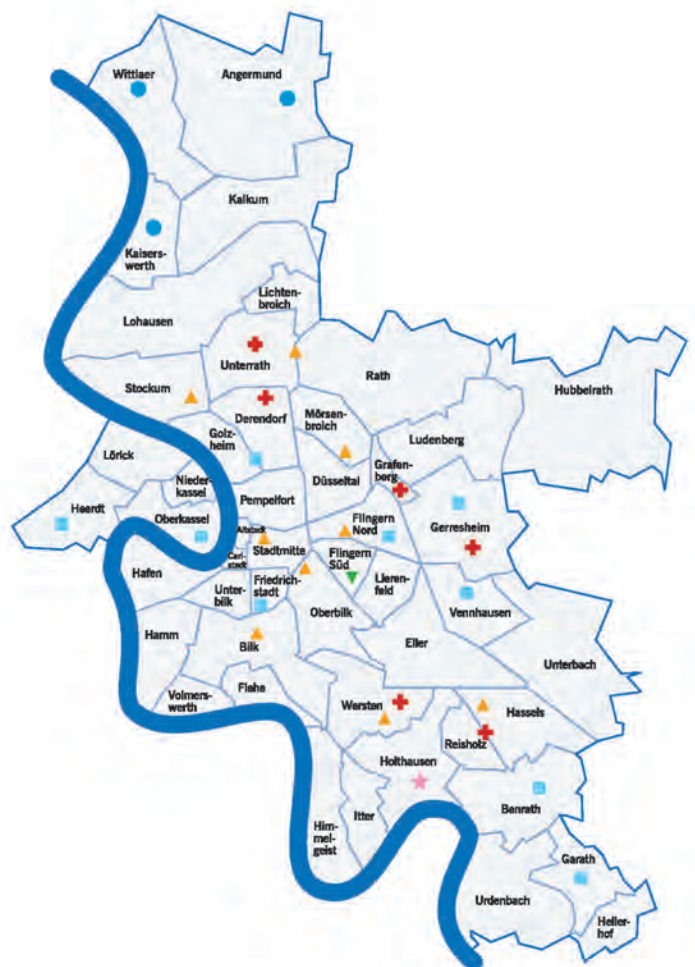 Wittlaer
Angermund
Kalkum
Kaisers-
werth
Lichten-
broich
Lohausen
Unterrath
Rath
Hubbelrath
Stockum
Derendorf
Mörsen-
broich
Golz-
heim
Ludenberg
Lörick
Grafen-
berg
Nieder-
kassel
Düsseltal
Pempelfort
Heerdt
Oberkassel
Flingern
Nord
Gerresheim
Altstadt
Carl-
stadt
Stadtmitte
Flingern
Süd
Hafen
Unter-
bilk
Friedrich-
stadt
Lieren-
feld
Vennhausen
Oberbilk
Hamm
Bilk
Eller
Unterbach
Volmers-
werth
Flehe
Wersten
Hassels
Reisholz
Holthausen
Itter
Benrath
Him-
mel-
geist
Garath
Urdenbach
Heller-
hof